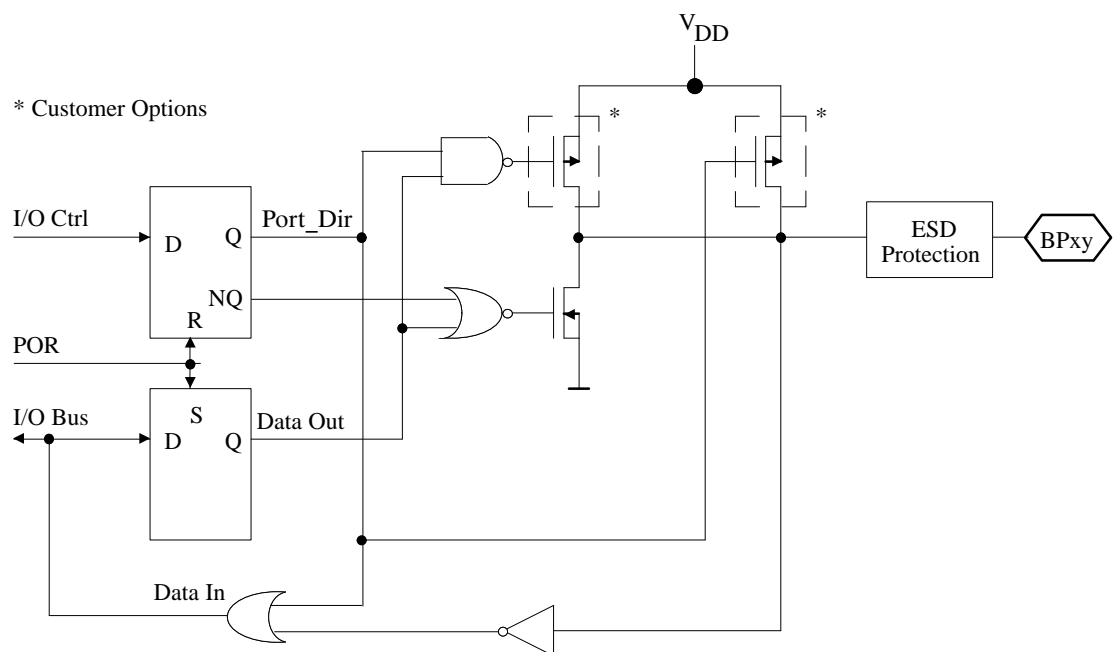 V DD
* Customer Options
*
*
I/O Ctrl
D
Q
Port_Dir
NQ
R
ESD
Protection
BPxy
POR
I/O Bus
S
D
Q
Data Out
Data In